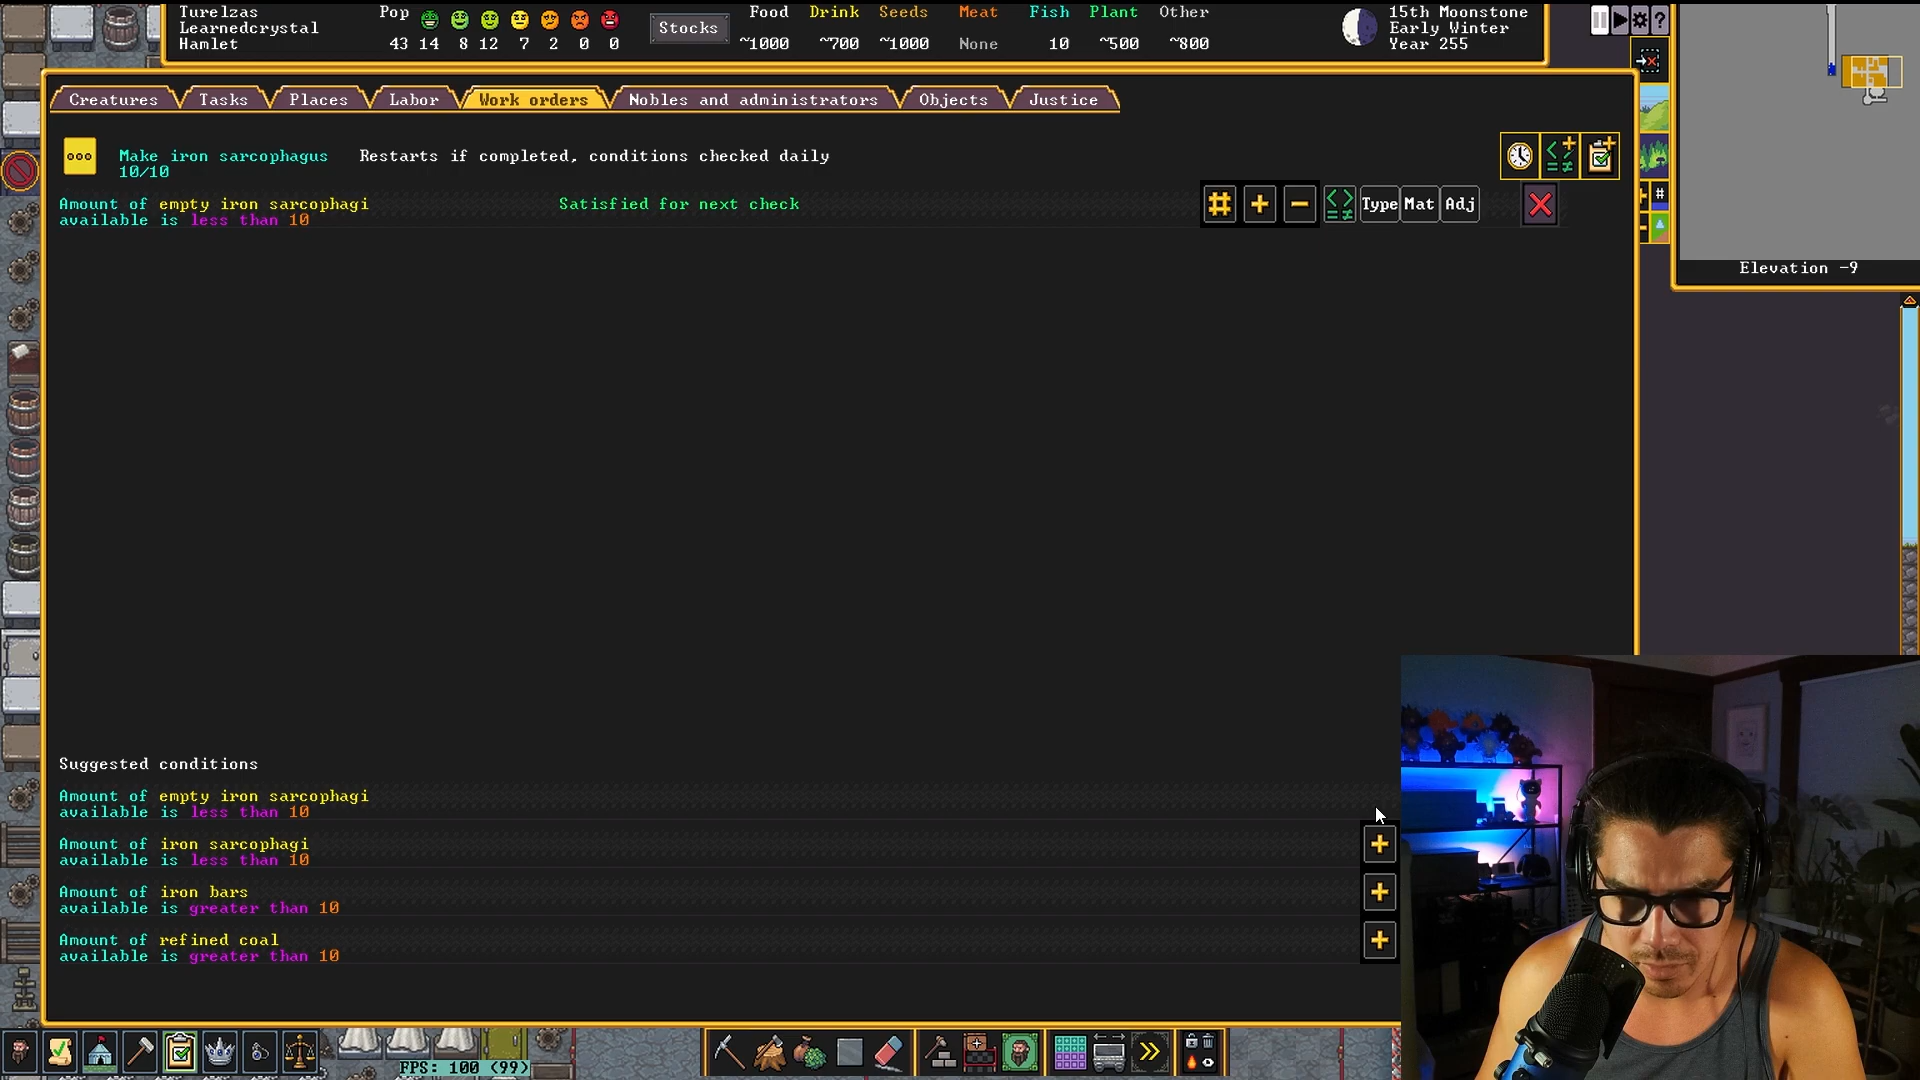 Turelzas
Learnedcrystal
Hamlet
Pop
43 14 8 12 7 2 0 0
Stocks
Food Drink Seeds Meat Fish Plant Other
~1000 ~700 ~1000 None 10 ~500 ~800
15th Moonstone
Early Winter
Year 255
Creatures Tasks Places Labor Work orders Nobles and administrators Objects Justice
Make iron sarcophagus Restarts if completed, conditions checked daily
10/10
Amount of empty iron sarcophagi Satisfied for next check
available is less than 10
Type Mat Adj
Elevation -9
Suggested conditions
Amount of empty iron sarcophagi
available is less than 10
Amount of iron sarcophagi
available is less than 10
Amount of iron bars
available is greater than 10
Amount of refined coal
available is greater than 10
FPS: 100 (99)